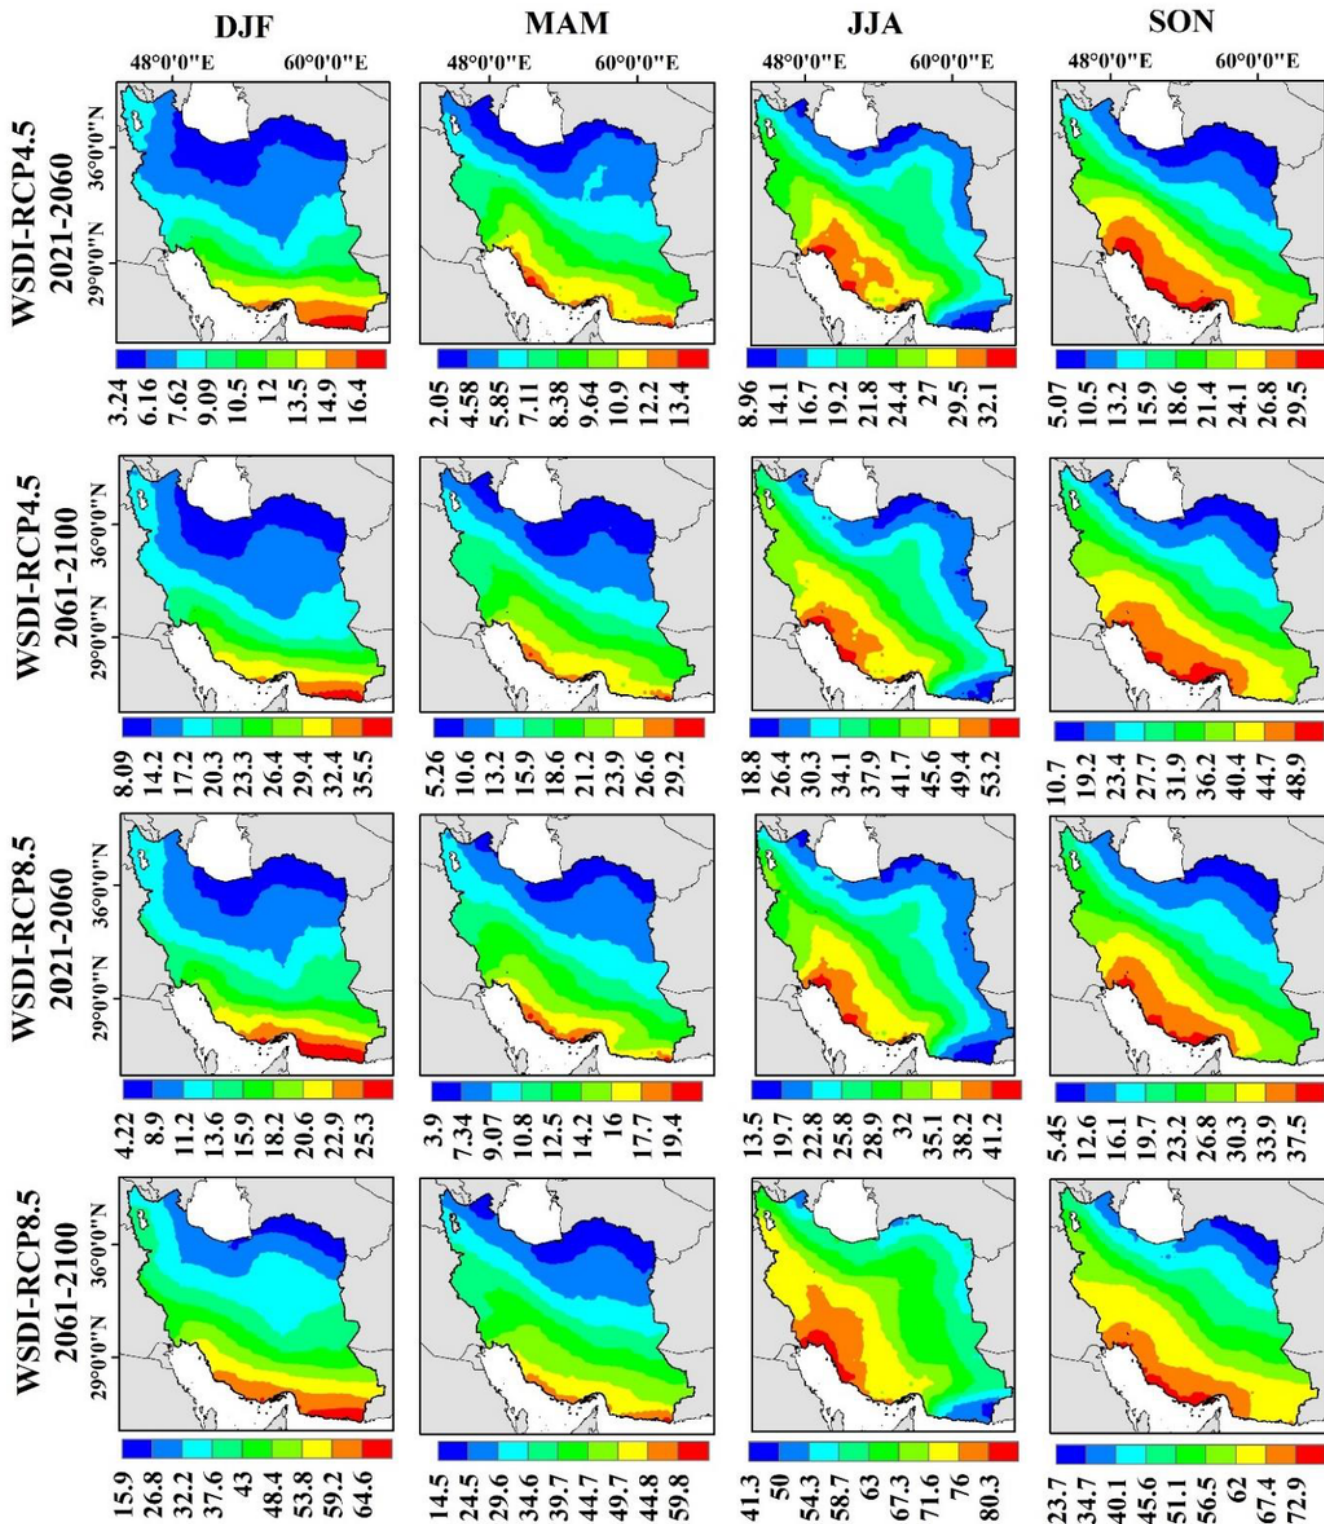 DJF MAM JJA SON
48°0'0"E 60°0'0"E 48°0'0"E 60°0'0"E 48°0'0"E 60°0'0"E 48°0'0"E 60°0'0"E
WSDI-RCP4.5
2021-2060
36°0'0"N
29°0'0"N
3.24 6.16 7.62 9.09 10.5 12 13.5 14.9 16.4
2.05 4.58 5.85 7.11 8.38 9.64 10.9 12.2 13.4
8.96 14.1 16.7 19.2 21.8 24.4 27 29.5 32.1
5.07 10.5 13.2 15.9 18.6 21.4 24.1 26.8 29.5
WSDI-RCP4.5
2061-2100
36°0'0"N
29°0'0"N
8.09 14.2 17.2 20.3 23.3 26.4 29.4 32.4 35.5
5.26 10.6 13.2 15.9 18.6 21.2 23.9 26.6 29.2
18.8 26.4 30.3 34.1 37.9 41.7 45.6 49.4 53.2
10.7 19.2 23.4 27.7 31.9 36.2 40.4 44.7 48.9
WSDI-RCP8.5
2021-2060
36°0'0"N
29°0'0"N
4.22 8.9 11.2 13.6 15.9 18.2 20.6 22.9 25.3
3.9 7.34 9.07 10.8 12.5 14.2 16 17.7 19.4
13.5 19.7 22.8 25.8 28.9 32 35.1 38.2 41.2
5.45 12.6 16.1 19.7 23.2 26.8 30.3 33.9 37.5
WSDI-RCP8.5
2061-2100
36°0'0"N
29°0'0"N
15.9 26.8 32.2 37.6 43 48.4 53.8 59.2 64.6
14.5 24.5 29.6 34.6 39.7 44.7 49.7 44.8 59.8
41.3 50 54.3 58.7 63 67.3 71.6 76 80.3
23.7 34.7 40.1 45.6 51.1 56.5 62 67.4 72.9